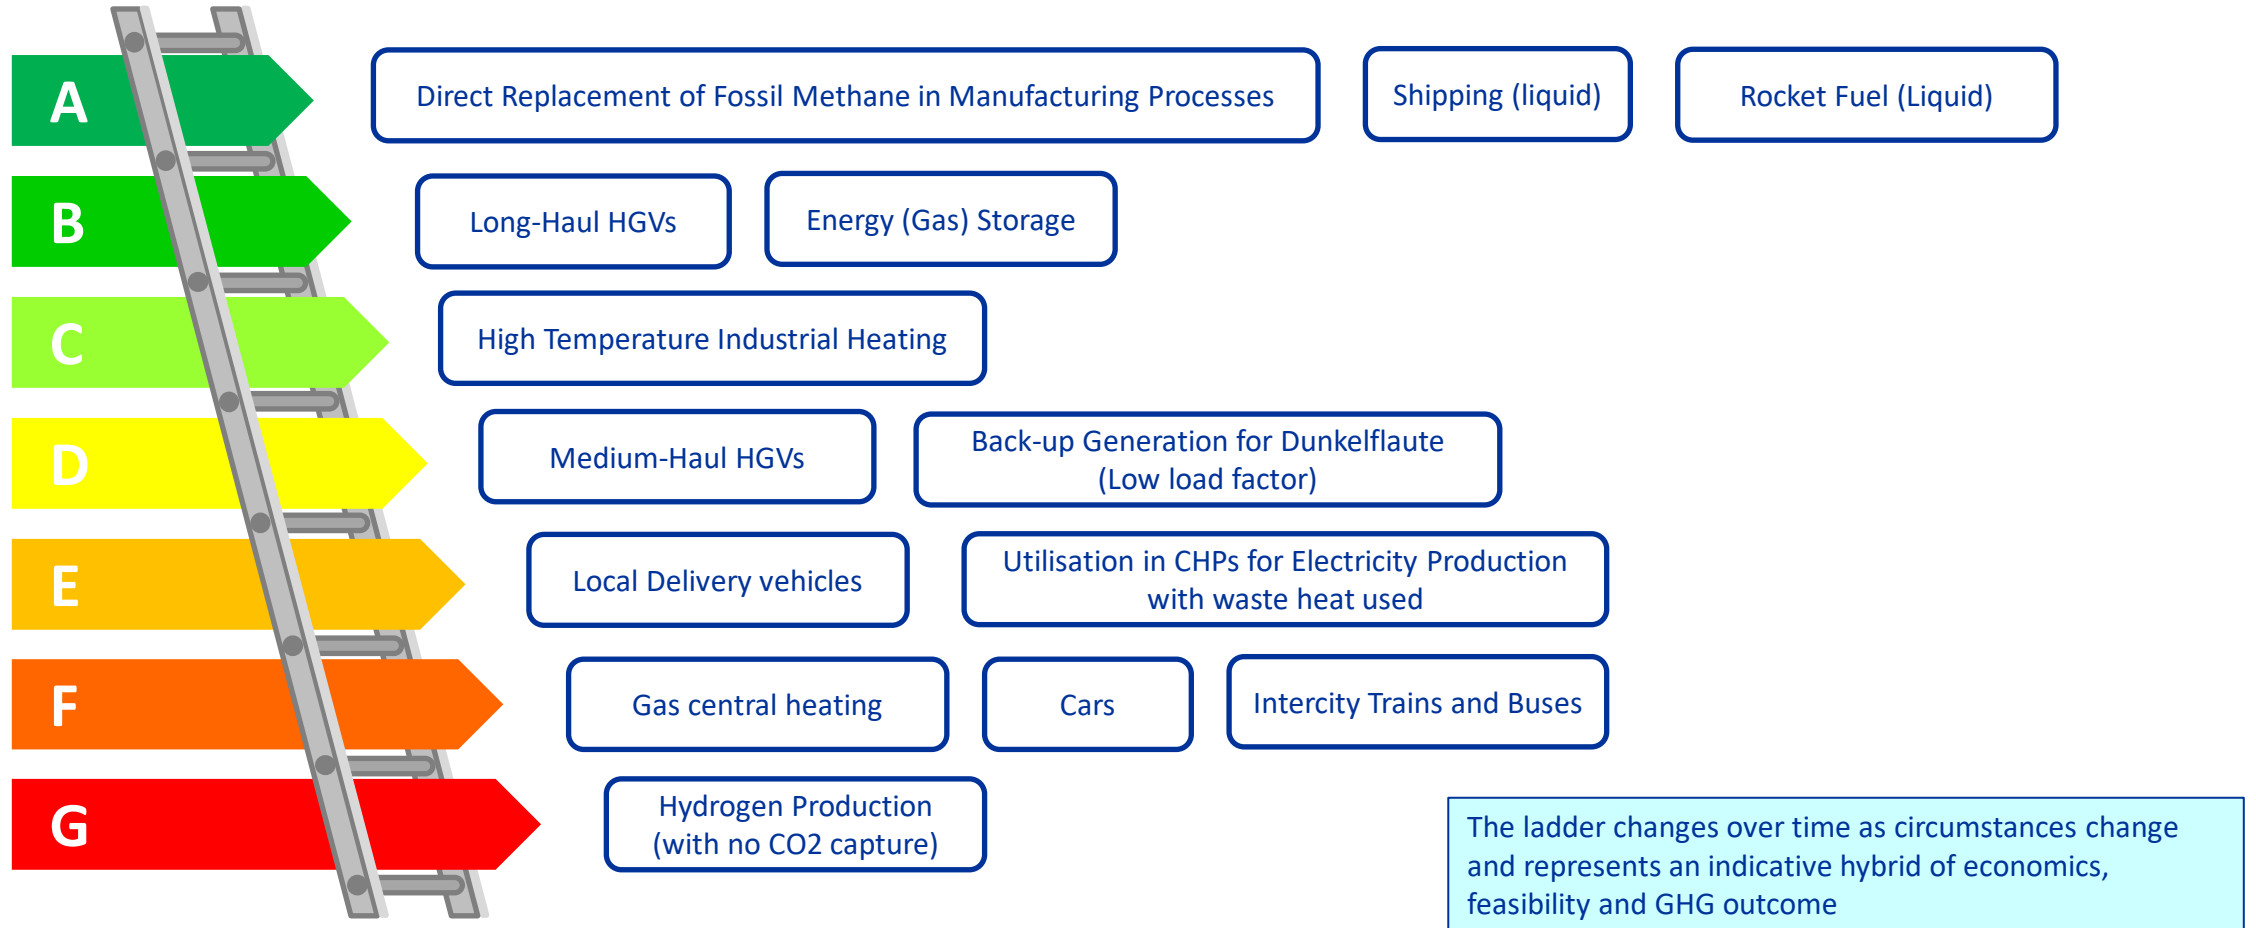 A
Direct Replacement of Fossil Methane in Manufacturing Processes
Shipping (liquid)
Rocket Fuel (Liquid)
B
Long-Haul HGVs
Energy (Gas) Storage
C
High Temperature Industrial Heating
D
Medium-Haul HGVs
Back-up Generation for Dunkelflaute
(Low load factor)
E
Local Delivery vehicles
Utilisation in CHPs for Electricity Production
with waste heat used
F
Gas central heating
Cars
Intercity Trains and Buses
G
Hydrogen Production
(with no CO2 capture)
The ladder changes over time as circumstances change
and represents an indicative hybrid of economics,
feasibility and GHG outcome